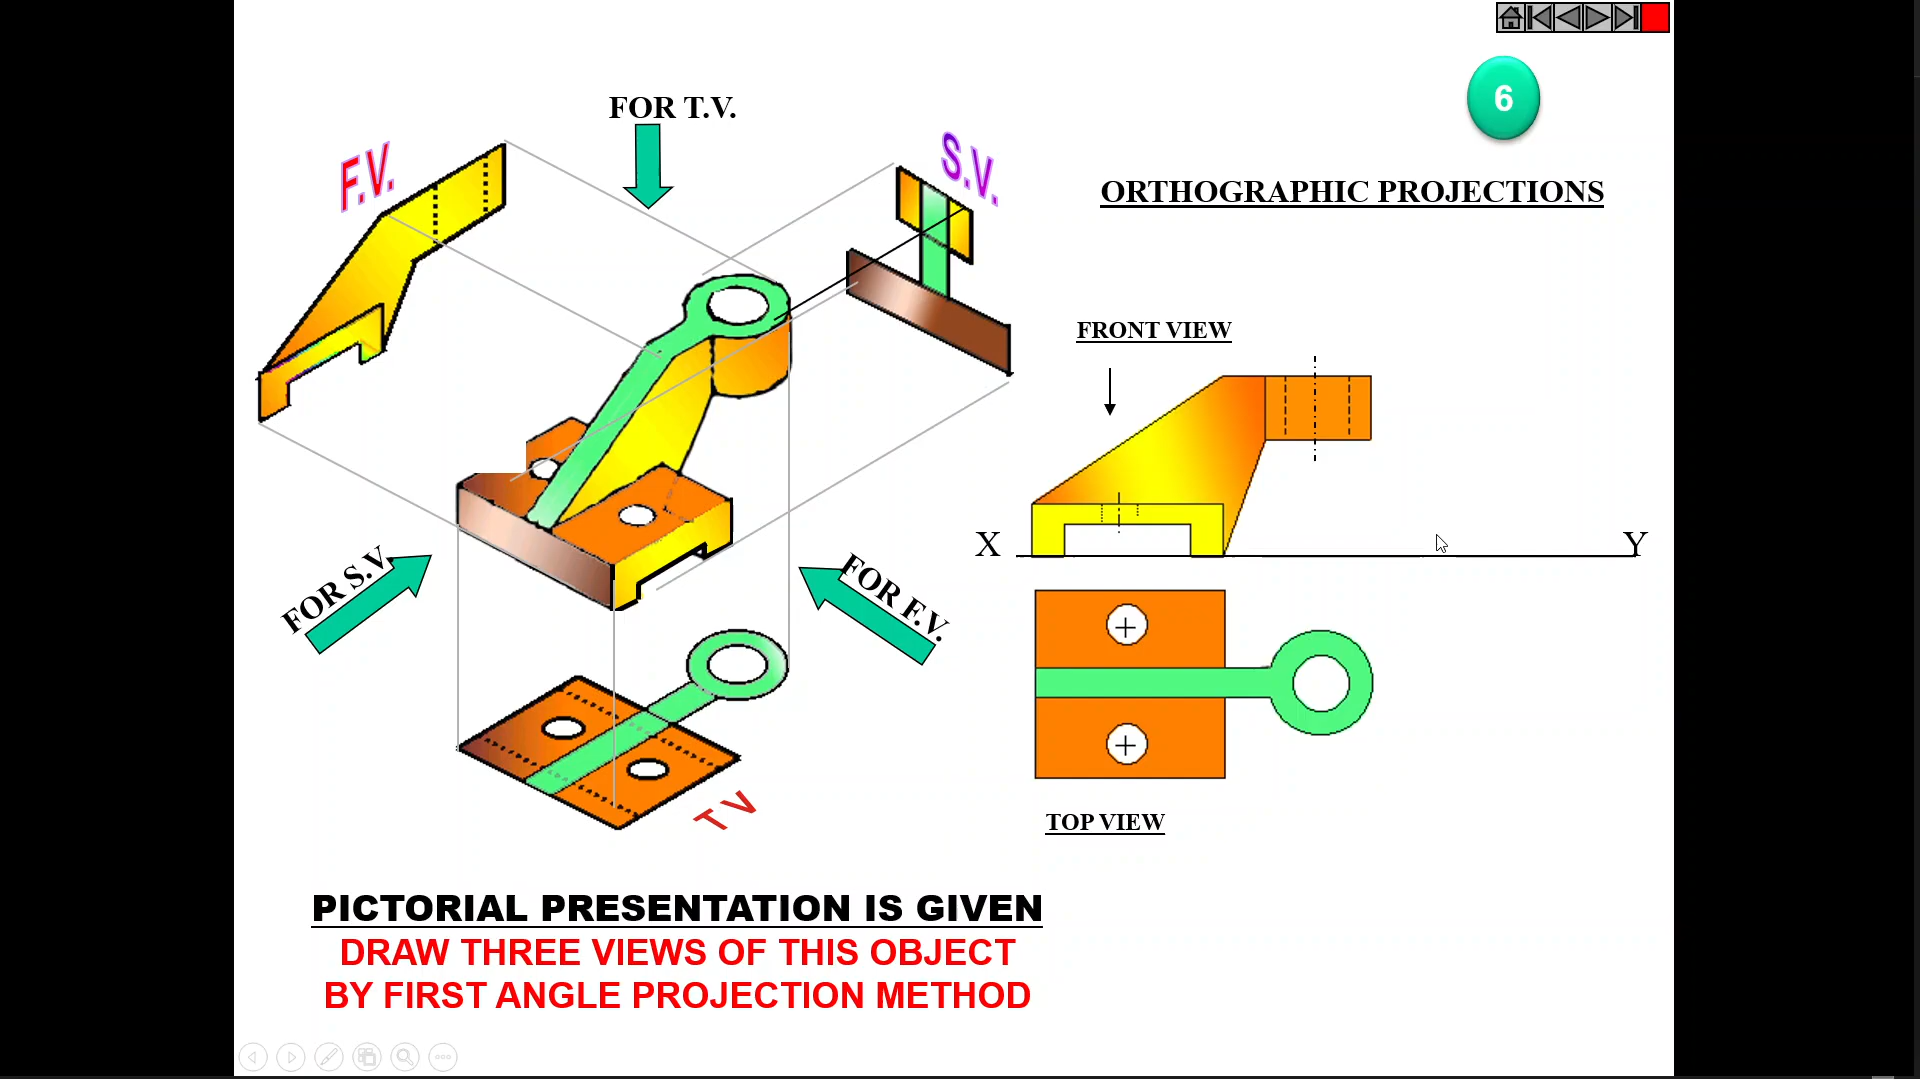 6
FOR T.V.
F.V.
S.V.
ORTHOGRAPHIC PROJECTIONS
FRONT VIEW
X
Y
FOR S.V.
FOR F.V.
T V
TOP VIEW
PICTORIAL PRESENTATION IS GIVEN
DRAW THREE VIEWS OF THIS OBJECT
BY FIRST ANGLE PROJECTION METHOD